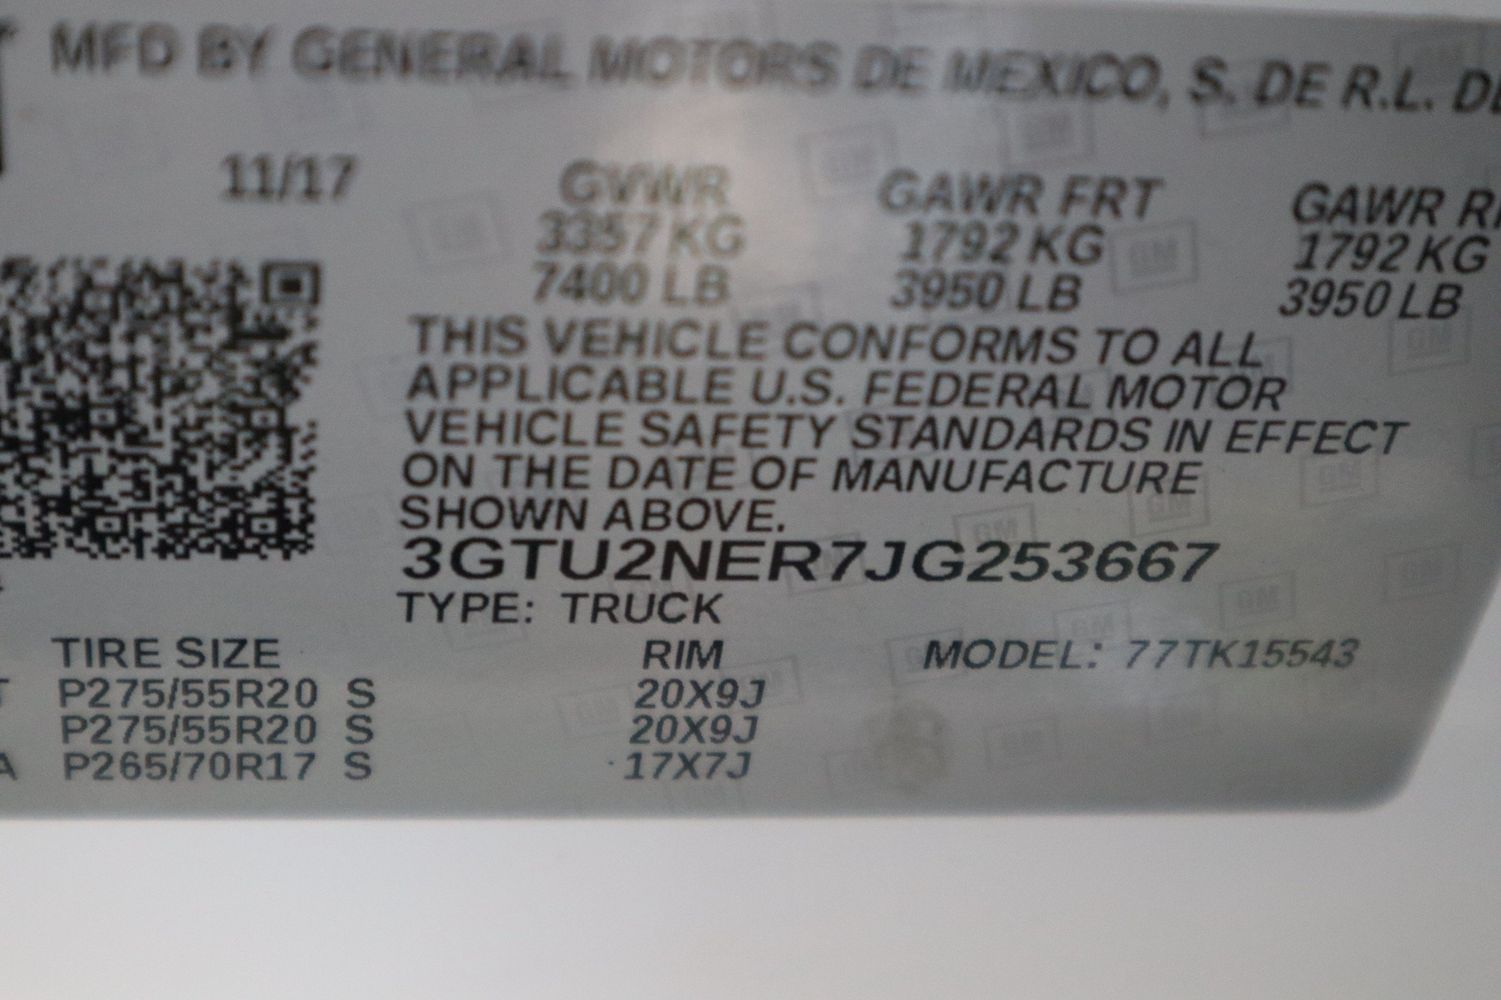 MFD BY GENERAL MOTORS DE MEXICO, S. DE R.L. DE
11/17 GVWR GAWR FRT GAWR
3357 KG 1792 KG 1792 KG
7400 LB 3950 LB 3950 LB
THIS VEHICLE CONFORMS TO ALL
APPLICABLE U.S. FEDERAL MOTOR
VEHICLE SAFETY STANDARDS IN EFFECT
ON THE DATE OF MANUFACTURE
SHOWN ABOVE.
3GTU2NER7JG253667
TYPE: TRUCK
TIRE SIZE RIM MODEL: 77TK15543
P275/55R20 S 20X9J
P275/55R20 S 20X9J
P265/70R17 S 17X7J